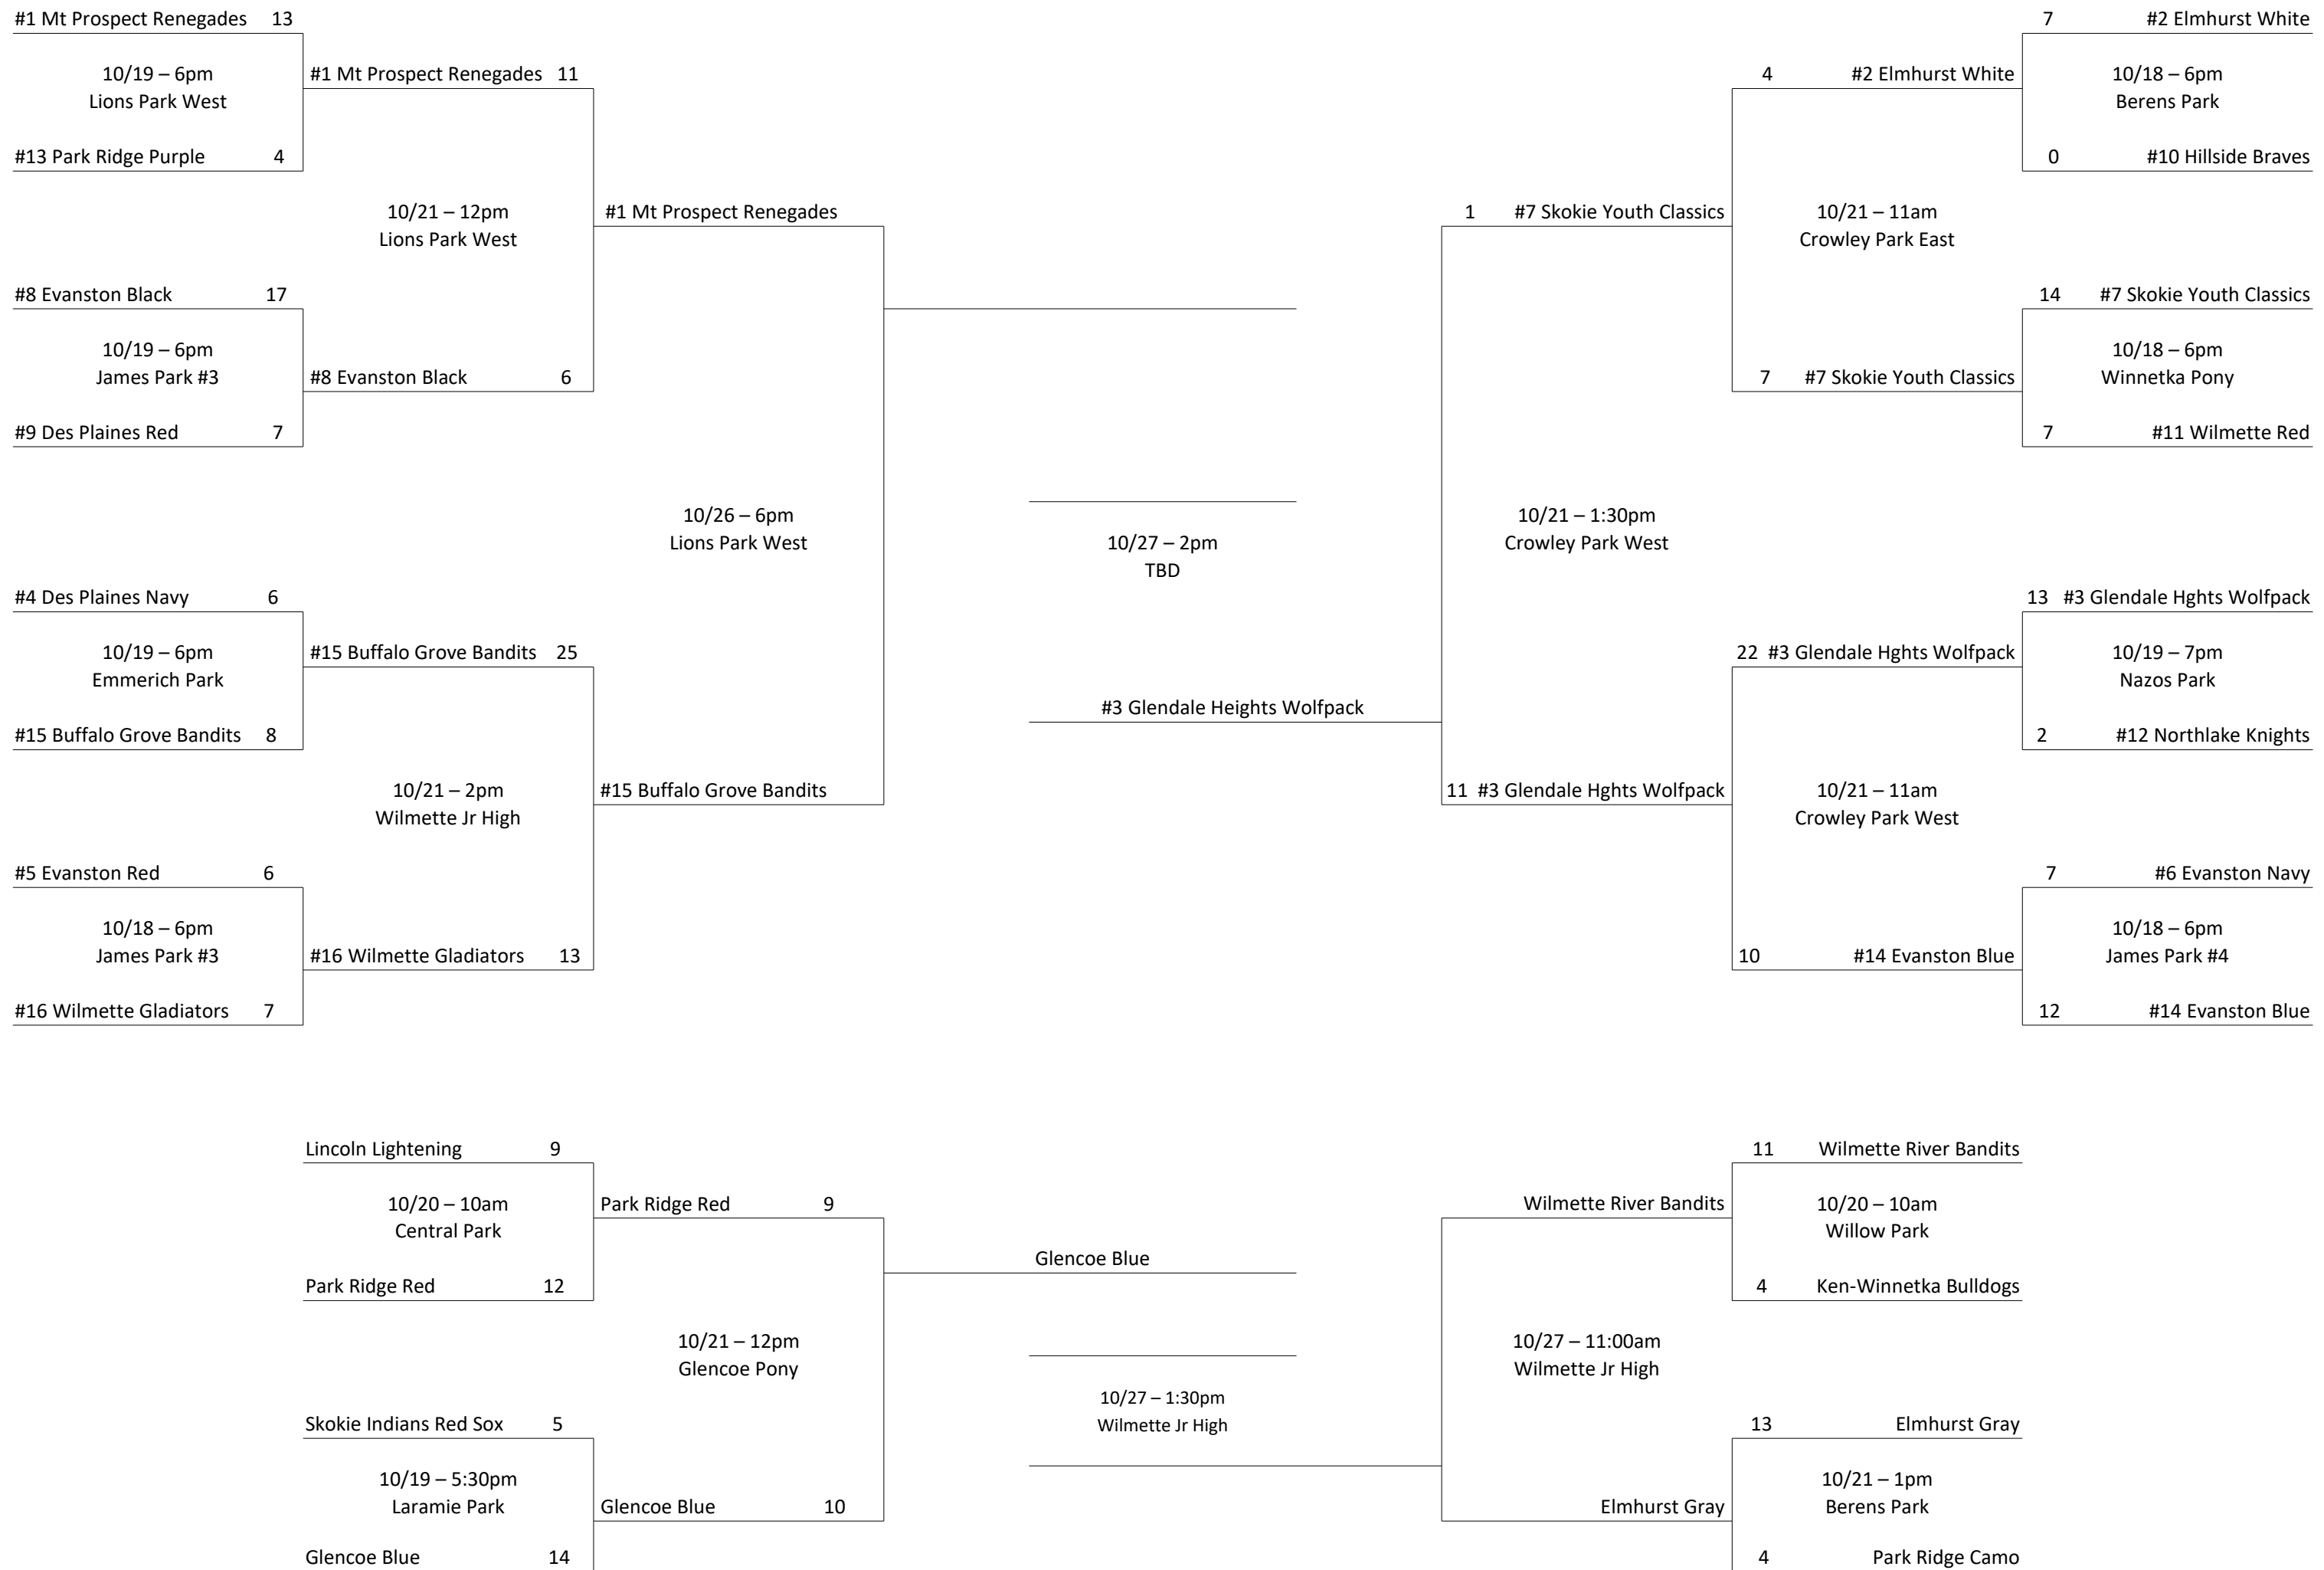 #1 Mt Prospect Renegades 13
10/19 – 6pm
Lions Park West
#13 Park Ridge Purple 4
#8 Evanston Black 17
10/19 – 6pm
James Park #3
#9 Des Plaines Red 7
#4 Des Plaines Navy 6
10/19 – 6pm
Emmerich Park
#15 Buffalo Grove Bandits 8
#5 Evanston Red 6
10/18 – 6pm
James Park #3
#16 Wilmette Gladiators 7
#1 Mt Prospect Renegades 11
10/21 – 12pm
Lions Park West
#8 Evanston Black 6
#15 Buffalo Grove Bandits 25
10/21 – 2pm
Wilmette Jr High
#16 Wilmette Gladiators 13
#1 Mt Prospect Renegades
10/26 – 6pm
Lions Park West
#15 Buffalo Grove Bandits
10/27 – 2pm
TBD
#3 Glendale Heights Wolfpack
1 #7 Skokie Youth Classics
10/21 – 1:30pm
Crowley Park West
11 #3 Glendale Hghts Wolfpack
4 #2 Elmhurst White
10/21 – 11am
Crowley Park East
7 #7 Skokie Youth Classics
22 #3 Glendale Hghts Wolfpack
10/21 – 11am
Crowley Park West
10 #14 Evanston Blue
7 #2 Elmhurst White
10/18 – 6pm
Berens Park
0 #10 Hillside Braves
14 #7 Skokie Youth Classics
10/18 – 6pm
Winnetka Pony
7 #11 Wilmette Red
13 #3 Glendale Hghts Wolfpack
10/19 – 7pm
Nazos Park
2 #12 Northlake Knights
7 #6 Evanston Navy
10/18 – 6pm
James Park #4
12 #14 Evanston Blue
Lincoln Lightening 9
10/20 – 10am
Central Park
Park Ridge Red 12
Skokie Indians Red Sox 5
10/19 – 5:30pm
Laramie Park
Glencoe Blue 14
Park Ridge Red 9
10/21 – 12pm
Glencoe Pony
Glencoe Blue 10
Glencoe Blue
10/27 – 1:30pm
Wilmette Jr High
Wilmette River Bandits
10/27 – 11:00am
Wilmette Jr High
Elmhurst Gray
11 Wilmette River Bandits
10/20 – 10am
Willow Park
4 Ken-Winnetka Bulldogs
13 Elmhurst Gray
10/21 – 1pm
Berens Park
4 Park Ridge Camo